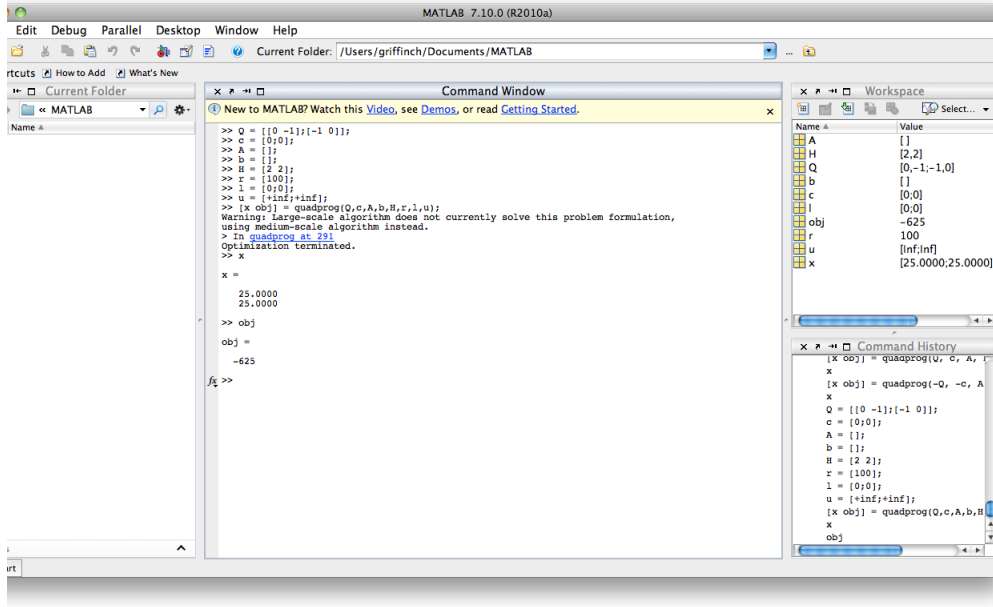 MATLAB 7.10.0 (R2010a)
Edit Debug Parallel Desktop Window Help
Current Folder: /Users/griffinch/Documents/MATLAB
rtcuts How to Add What's New
Current Folder
« MATLAB
Name
Command Window
New to MATLAB? Watch this Video, see Demos, or read Getting Started.
>> Q = [[0 -1];[-1 0]];
>> c = [0;0];
>> A = [];
>> b = [];
>> H = [2 2];
>> r = [100];
>> l = [0;0];
>> u = [+inf;+inf];
>> [x obj] = quadprog(Q,c,A,b,H,r,l,u);
Warning: Large-scale algorithm does not currently solve this problem formulation,
using medium-scale algorithm instead.
> In quadprog at 291
Optimization terminated.
>> x
x =
25.0000
25.0000
>> obj
obj =
-625
fx >>
Workspace
Select...
Name Value
A []
H [2,2]
Q [0,-1;-1,0]
b []
c [0;0]
l [0;0]
obj -625
r 100
u [Inf;Inf]
x [25.0000;25.0000]
Command History
[x obj] = quadprog(Q, c, A,
x
[x obj] = quadprog(-Q, -c, A
x
Q = [[0 -1];[-1 0]];
c = [0;0];
A = [];
b = [];
H = [2 2];
r = [100];
l = [0;0];
u = [+inf;+inf];
[x obj] = quadprog(Q,c,A,b,H
x
obj
art